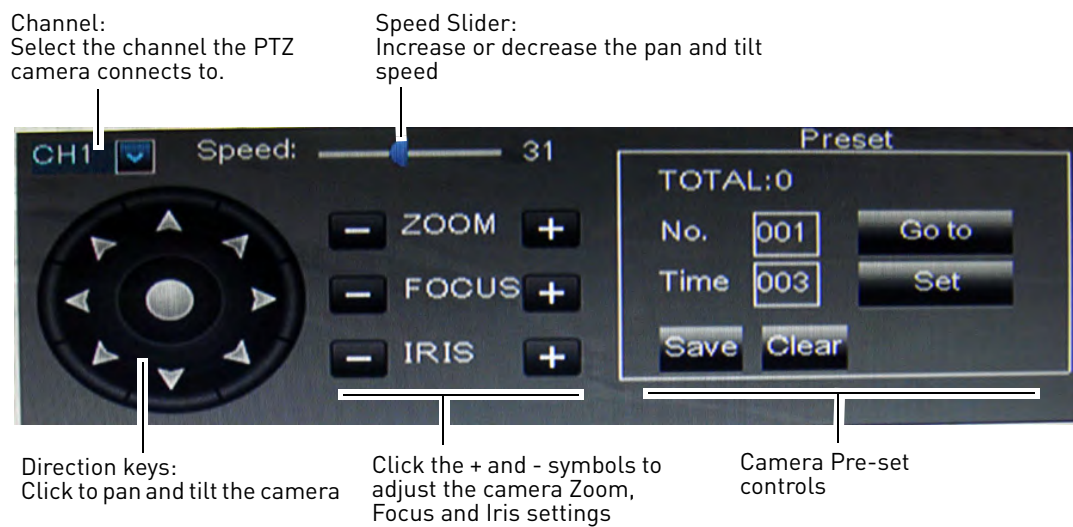 Channel:
Select the channel the PTZ
camera connects to.
Speed Slider:
Increase or decrease the pan and tilt
speed
CH1
Speed:
31
Preset
TOTAL:0
No.
001
Go to
Time
003
Set
Save
Clear
- ZOOM +
- FOCUS +
- IRIS +
Direction keys:
Click to pan and tilt the camera
Click the + and - symbols to
adjust the camera Zoom,
Focus and Iris settings
Camera Pre-set
controls